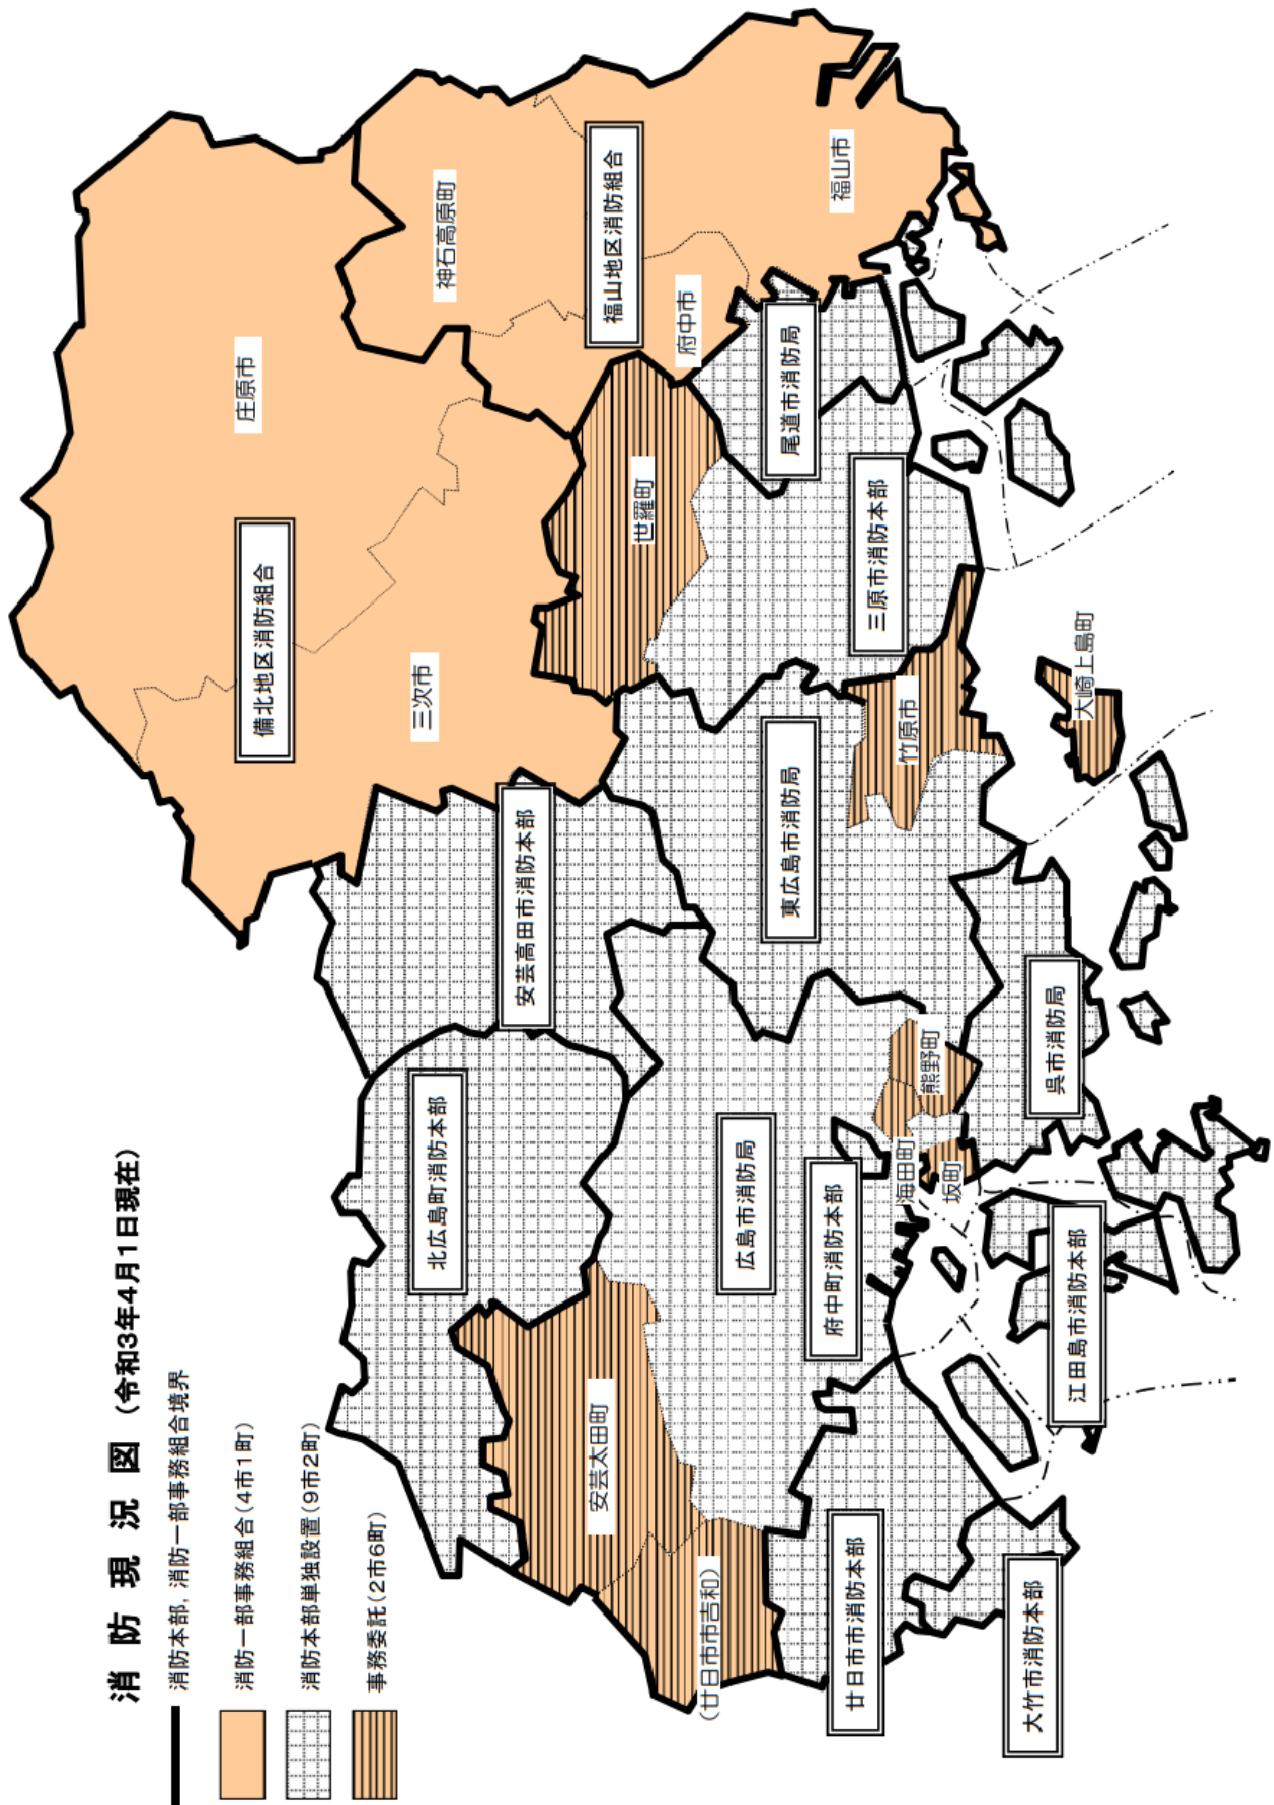 消防現況図（令和3年4月1日現在）
消防本部，消防一部事務組合境界
消防一部事務組合（4市1町）
消防本部単独設置（9市2町）
事務委託（2市6町）
庄原市
備北地区消防組合
三次市
神石高原町
福山地区消防組合
福山市
府中市
世羅町
尾道市消防局
三原市消防本部
竹原市
大崎上島町
東広島市消防局
安芸高田市消防本部
北広島町消防本部
広島市消防局
府中町消防本部
熊野町
海田町
坂町
呉市消防局
江田島市消防本部
安芸太田町
（廿日市市吉和）
廿日市市消防本部
大竹市消防本部